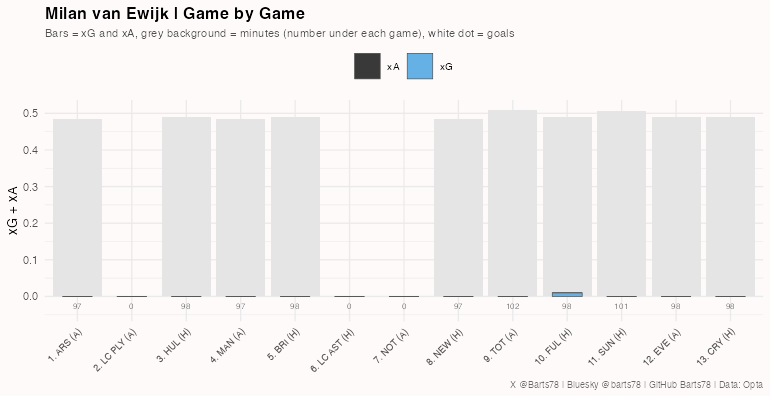 Milan van Ewijk | Game by Game
Bars = xG and xA, grey background = minutes (number under each game), white dot = goals
xA xG
xG + xA
0.5
0.4
0.3
0.2
0.1
0.0
97 0 98 97 98 0 0 97 102 98 101 98 98
1. ARS (A)
2. LC PLY (A)
3. HUL (H)
4. MAN (A)
5. BRI (H)
6. LC AST (H)
7. NOT (A)
8. NEW (H)
9. TOT (A)
10. FUL (H)
11. SUN (H)
12. EVE (A)
13. CRY (H)
X @Barts78 | Bluesky @barts78 | GitHub Barts78 | Data: Opta